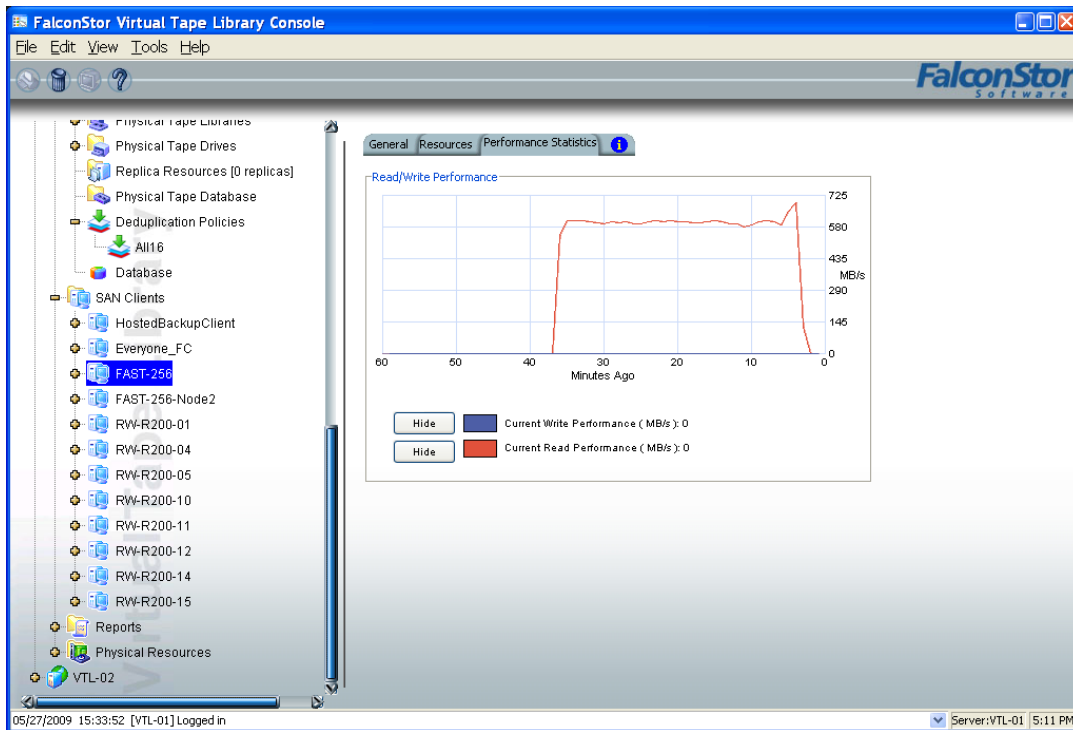 FalconStor Virtual Tape Library Console
File Edit View Tools Help
FalconStor
Software
Physical Tape Libraries
Physical Tape Drives
Replica Resources [0 replicas]
Physical Tape Database
Deduplication Policies
All16
Database
SAN Clients
HostedBackupClient
Everyone_FC
FAST-256
FAST-256-Node2
RW-R200-01
RW-R200-04
RW-R200-05
RW-R200-10
RW-R200-11
RW-R200-12
RW-R200-14
RW-R200-15
Reports
Physical Resources
VTL-02
VirtualTape Library
General Resources Performance Statistics i
Read/Write Performance
725
580
435
MB/s
290
145
0
60 50 40 30 20 10 0
Minutes Ago
Hide Current Write Performance ( MB/s ): 0
Hide Current Read Performance ( MB/s ): 0
05/27/2009 15:33:52 [VTL-01] Logged in Server:VTL-01 5:11 PM